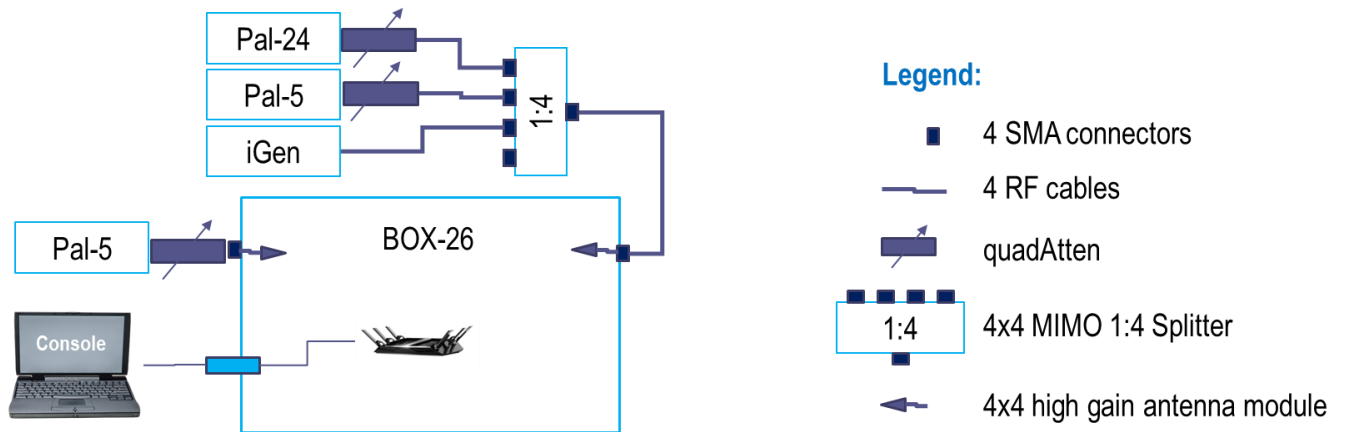 Pal-24
Pal-5
iGen
1:4
Pal-5
BOX-26
Console
Legend:
4 SMA connectors
4 RF cables
quadAtten
1:4
4x4 MIMO 1:4 Splitter
4x4 high gain antenna module